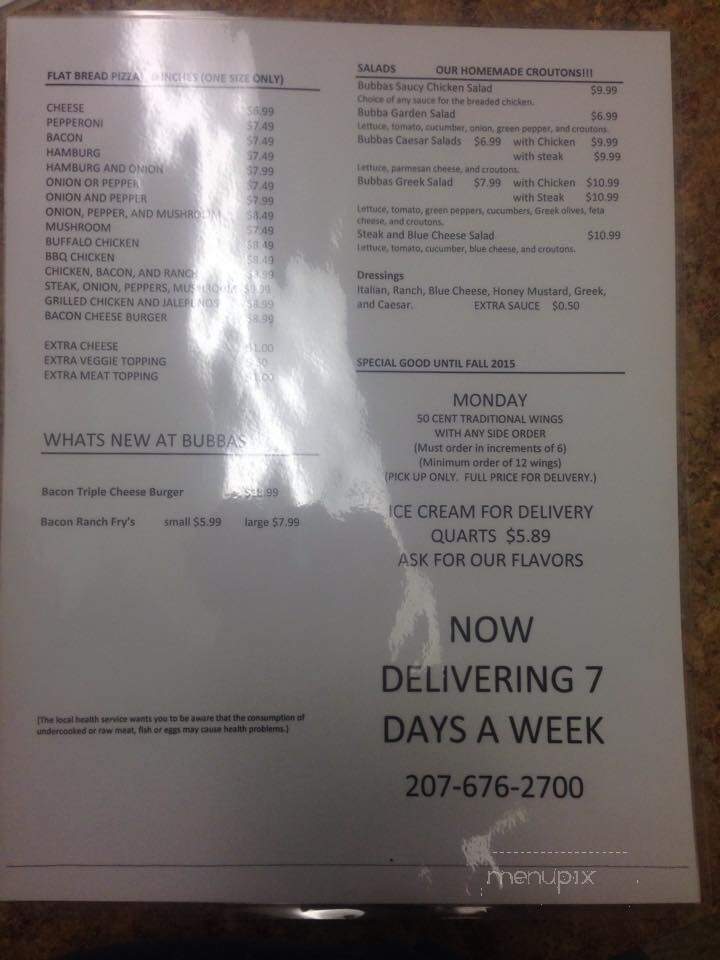 FLAT BREAD PIZZA INCHES (ONE SIZE ONLY)
CHEESE $6.99
PEPPERONI $7.49
BACON $7.49
HAMBURG $7.49
HAMBURG AND ONION $7.99
ONION OR PEPPER $7.49
ONION AND PEPPER $7.99
ONION, PEPPER, AND MUSHROOM $8.49
MUSHROOM $7.49
BUFFALO CHICKEN $8.49
BBQ CHICKEN $8.49
CHICKEN, BACON, AND RANCH
STEAK, ONION, PEPPERS, MUSHROOM $9.99
GRILLED CHICKEN AND JALEPENOS $8.99
BACON CHEESE BURGER $8.99
EXTRA CHEESE $1.00
EXTRA VEGGIE TOPPING
EXTRA MEAT TOPPING
WHATS NEW AT BUBBAS
Bacon Triple Cheese Burger
Bacon Ranch Fry's small $5.99 large $7.99
(The local health service wants you to be aware that the consumption of
undercooked or raw meat, fish or eggs may cause health problems.)
SALADS OUR HOMEMADE CROUTONS!!!
Bubbas Saucy Chicken Salad $9.99
Choice of any sauce for the breaded chicken.
Bubba Garden Salad $6.99
Lettuce, tomato, cucumber, onion, green pepper, and croutons.
Bubbas Caesar Salads $6.99 with Chicken $9.99
with steak $9.99
Lettuce, parmesan cheese, and croutons.
Bubbas Greek Salad $7.99 with Chicken $10.99
with Steak $10.99
Lettuce, tomato, green peppers, cucumbers, Greek olives, feta
cheese, and croutons.
Steak and Blue Cheese Salad $10.99
Lettuce, tomato, cucumber, blue cheese, and croutons.
Dressings
Italian, Ranch, Blue Cheese, Honey Mustard, Greek,
and Caesar. EXTRA SAUCE $0.50
SPECIAL GOOD UNTIL FALL 2015
MONDAY
50 CENT TRADITIONAL WINGS
WITH ANY SIDE ORDER
(Must order in increments of 6)
(Minimum order of 12 wings)
(PICK UP ONLY. FULL PRICE FOR DELIVERY.)
ICE CREAM FOR DELIVERY
QUARTS $5.89
ASK FOR OUR FLAVORS
NOW
DELIVERING 7
DAYS A WEEK
207-676-2700
menupix